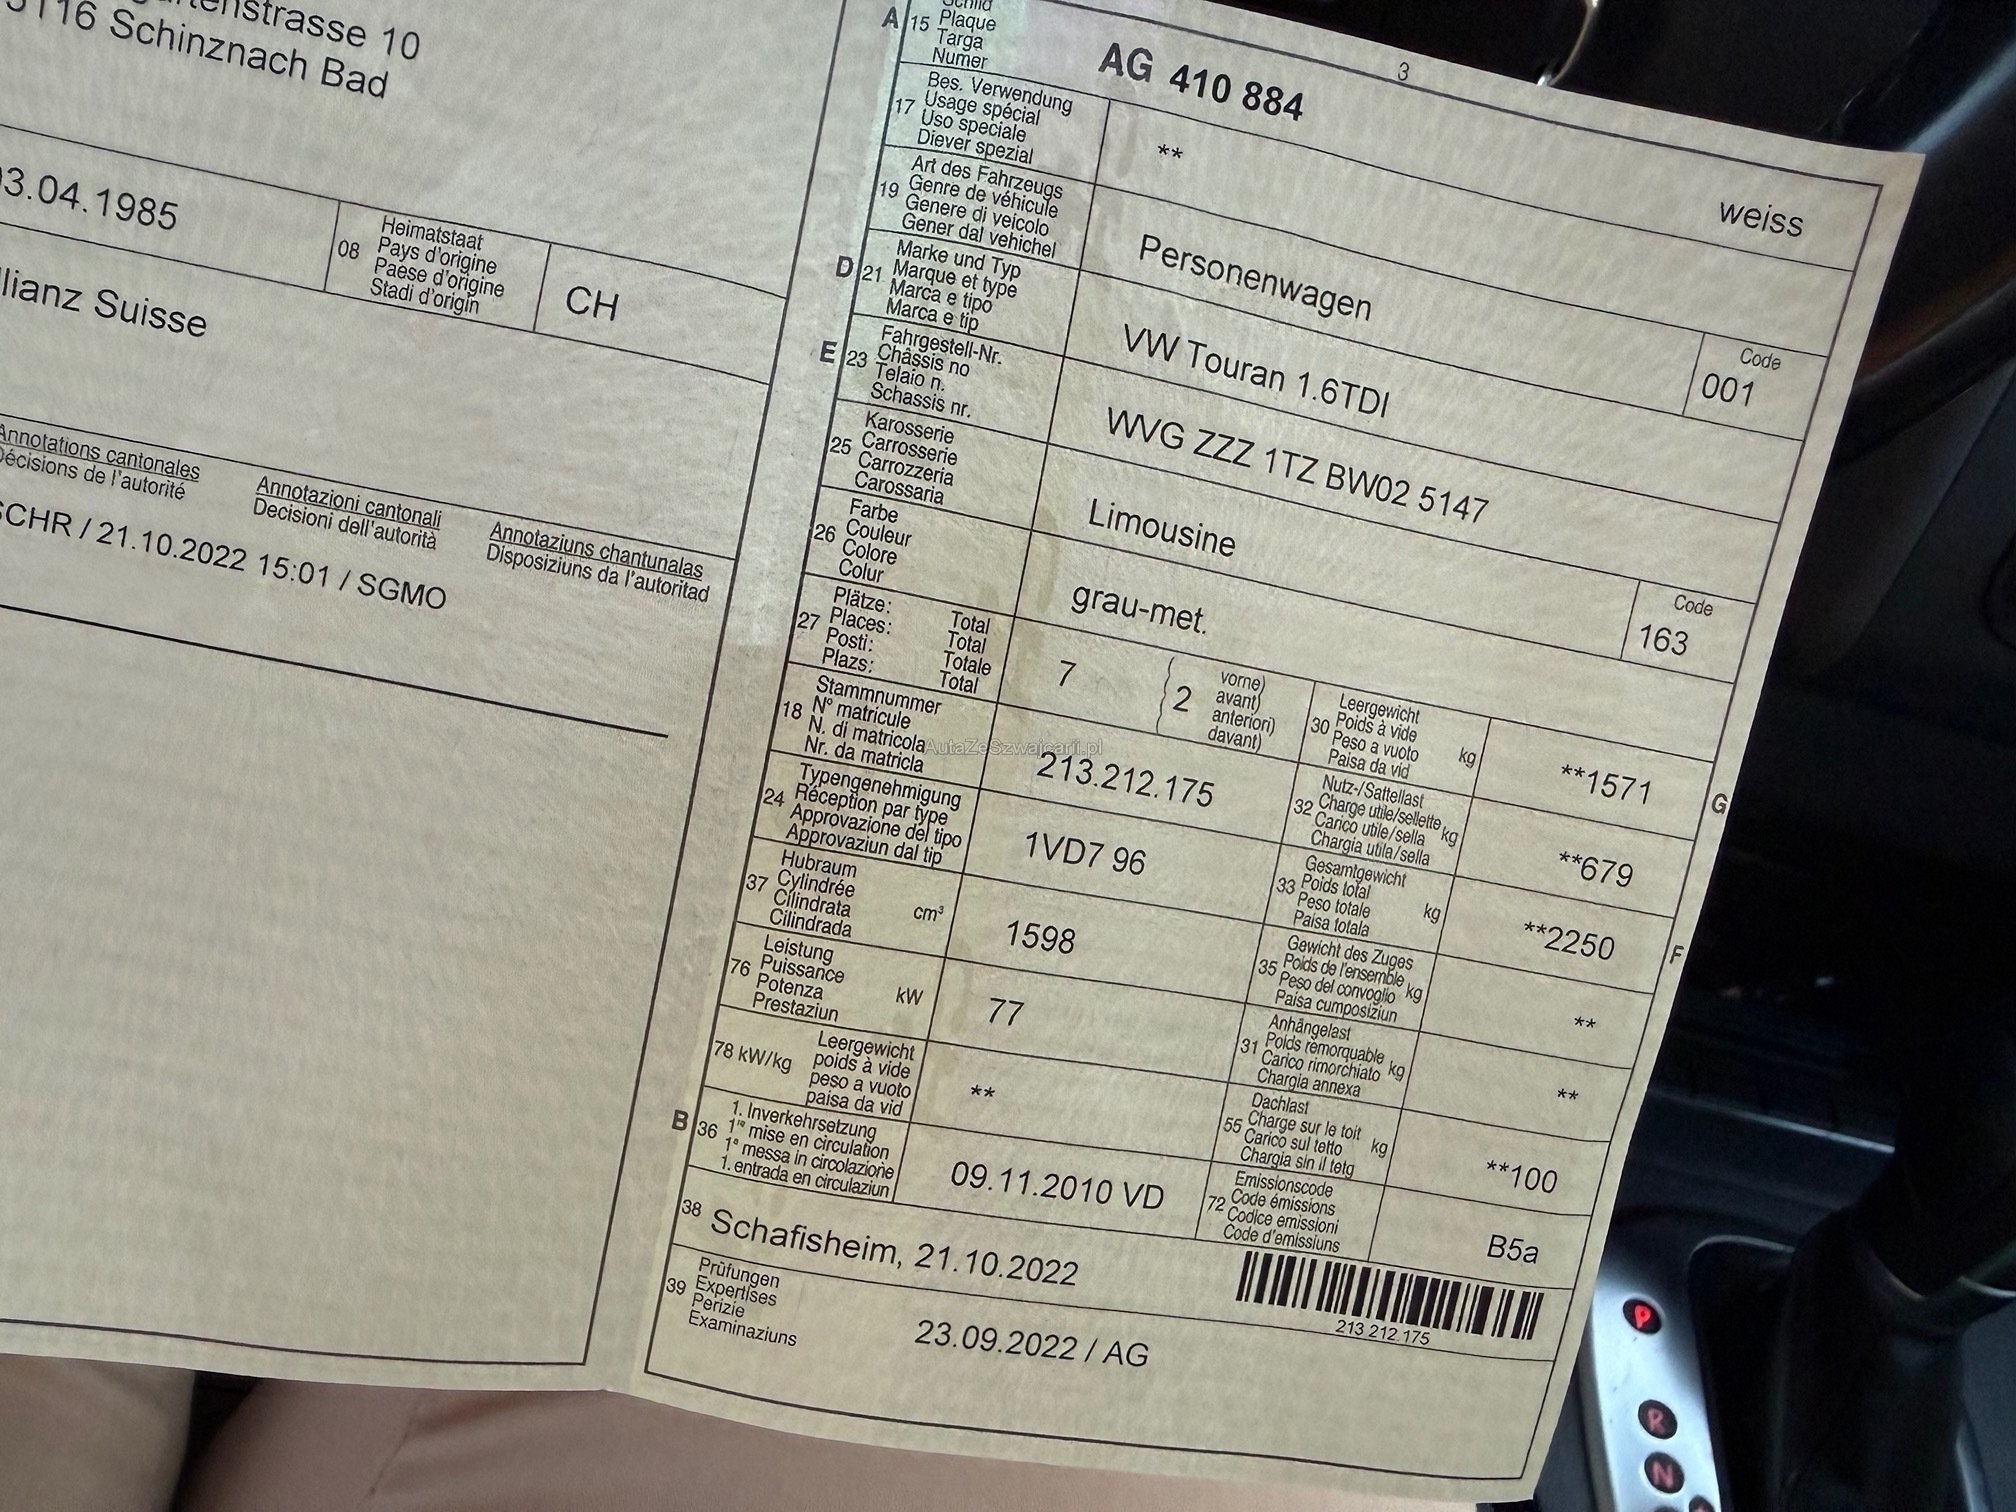 strasse 10
5116 Schinznach Bad
03.04.1985
08
Heimatstaat
Pays d'origine
Paese d'origine
Stadi d'origin
CH
llianz Suisse
Annotations cantonales
Décisions de l'autorité
Annotazioni cantonali
Decisioni dell'autorità
Annotaziuns chantunalas
Disposiziuns da l'autoritad
SCHR / 21.10.2022 15:01 / SGMO
3
A 15
Schild
Plaque
Targa
Numer
AG 410 884
weiss
17
Bes. Verwendung
Usage spécial
Uso speciale
Diever spezial
**
19
Art des Fahrzeugs
Genre de véhicule
Genere di veicolo
Gener dal vehichel
Personenwagen
Code
001
D 21
Marke und Typ
Marque et type
Marca e tipo
Marca e tip
VW Touran 1.6TDI
E 23
Fahrgestell-Nr.
Châssis no
Telaio n.
Schassis nr.
WVG ZZZ 1TZ BW02 5147
25
Karosserie
Carrosserie
Carrozzeria
Carossaria
Limousine
Code
163
26
Farbe
Couleur
Colore
Colur
grau-met.
27
Plätze: Total
Places: Total
Posti: Totale
Plazs: Total
7
2
vorne)
avant)
anteriori)
davant)
30
Leergewicht
Poids à vide
Peso a vuoto kg
Paisa da vid
**1571
G
18
Stammnummer
N° matricule
N. di matricola
Nr. da matricla
213.212.175
AutaZeSzwajcarii.pl
32
Nutz-/Sattellast
Charge utile/sellette kg
Carico utile/sella
Chargia utila/sella
**679
24
Typengenehmigung
Réception par type
Approvazione del tipo
Approvaziun dal tip
1VD7 96
33
Gesamtgewicht
Poids total
Peso totale kg
Paisa totala
**2250
F
37
Hubraum
Cylindrée
Cilindrata cm³
Cilindrada
1598
35
Gewicht des Zuges
Poids de l'ensemble kg
Peso del convoglio
Paisa cumposiziun
**
76
Leistung
Puissance kW
Potenza
Prestaziun
77
31
Anhängelast
Poids remorquable kg
Carico rimorchiato
Chargia annexa
**
78 kW/kg
Leergewicht
poids à vide
peso a vuoto
paisa da vid
**
55
Dachlast
Charge sur le toit kg
Carico sul tetto
Chargia sin il tetg
**100
B 36
1. Inverkehrsetzung
1re mise en circulation
1a messa in circolazione
1. entrada en circulaziun
09.11.2010 VD
72
Emissionscode
Code émissions
Codice emissioni
Code d'emissiuns
B5a
38
Schafisheim, 21.10.2022
213 212 175
39
Prüfungen
Expertises
Perizie
Examinaziuns
23.09.2022 / AG
P
R
N